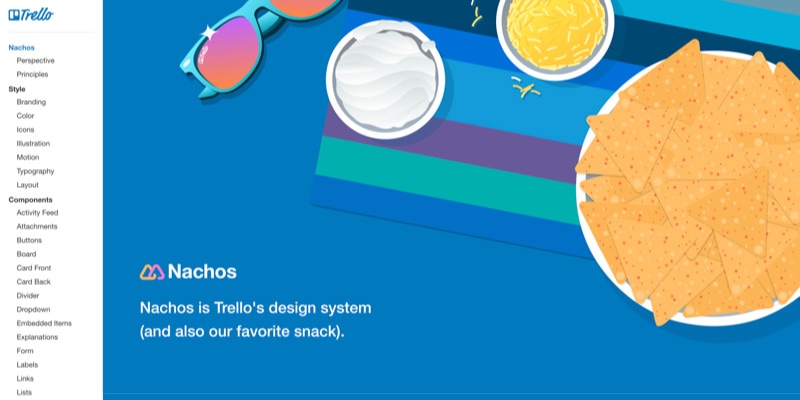 Trello
Nachos
Perspective
Principles
Style
Branding
Color
Icons
Illustration
Motion
Typography
Layout
Components
Activity Feed
Attachments
Buttons
Board
Card Front
Card Back
Divider
Dropdown
Embedded Items
Explanations
Form
Labels
Links
Lists
Nachos
Nachos is Trello's design system
(and also our favorite snack).